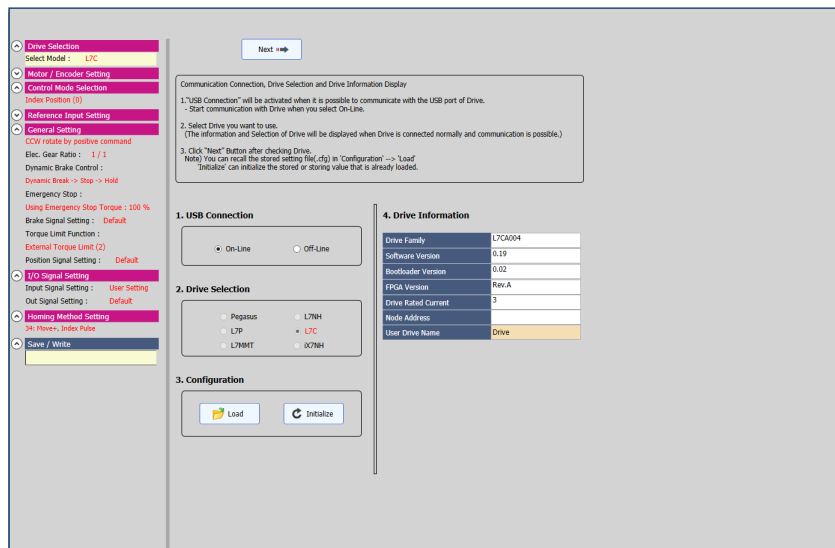 Drive Selection
Select Model : L7C
Motor / Encoder Setting
Control Mode Selection
Index Position (0)
Reference Input Setting
General Setting
CCW rotate by positive command
Elec. Gear Ratio : 1 / 1
Dynamic Brake Control :
Dynamic Break -> Stop -> Hold
Emergency Stop :
Using Emergency Stop Torque : 100 %
Brake Signal Setting : Default
Torque Limit Function :
External Torque Limit (2)
Position Signal Setting : Default
I/O Signal Setting
Input Signal Setting : User Setting
Out Signal Setting : Default
Homing Method Setting
34: Move+, Index Pulse
Save / Write
Next
Communication Connection, Drive Selection and Drive Information Display
1."USB Connection" will be activated when it is possible to communicate with the USB port of Drive.
- Start communication with Drive when you select On-Line.
2. Select Drive you want to use.
(The information and Selection of Drive will be displayed when Drive is connected normally and communication is possible.)
3. Click "Next" Button after checking Drive.
Note) You can recall the stored setting file(.cfg) in 'Configuration' --> 'Load'
'Initialize' can initialize the stored or storing value that is already loaded.
1. USB Connection
On-Line Off-Line
2. Drive Selection
Pegasus L7NH
L7P L7C
L7MMT iX7NH
3. Configuration
Load Initialize
4. Drive Information
Drive Family L7CA004
Software Version 0.19
Bootloader Version 0.02
FPGA Version Rev.A
Drive Rated Current 3
Node Address
User Drive Name Drive